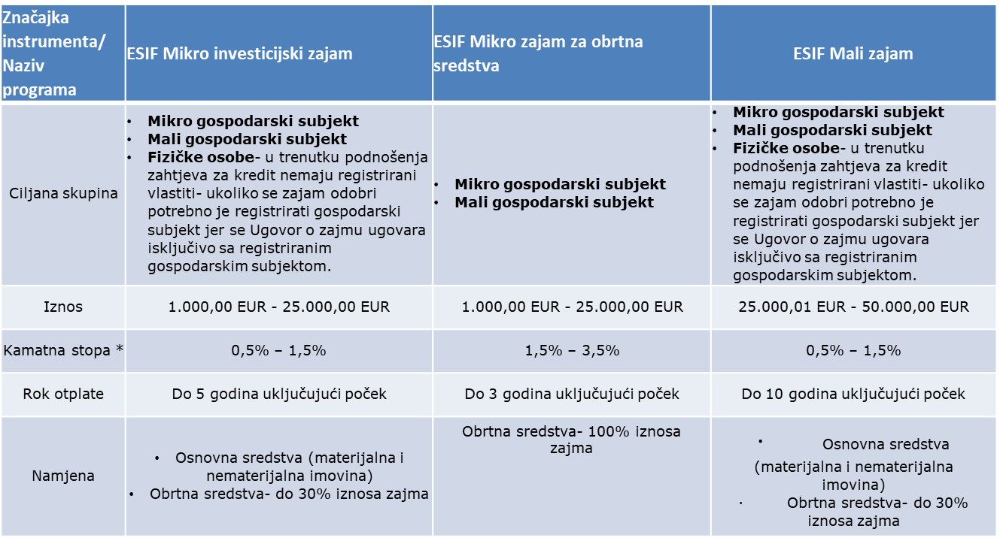 Značajka
instrumenta/
Naziv
programa
ESIF Mikro investicijski zajam
ESIF Mikro zajam za obrtna
sredstva
ESIF Mali zajam
Ciljana skupina
• Mikro gospodarski subjekt
• Mali gospodarski subjekt
• Fizičke osobe- u trenutku podnošenja
zahtjeva za kredit nemaju registrirani
vlastiti- ukoliko se zajam odobri
potrebno je registrirati gospodarski
subjekt jer se Ugovor o zajmu ugovara
isključivo sa registriranim
gospodarskim subjektom.
• Mikro gospodarski subjekt
• Mali gospodarski subjekt
• Mikro gospodarski subjekt
• Mali gospodarski subjekt
• Fizičke osobe- u trenutku
podnošenja zahtjeva za kredit
nemaju registrirani vlastiti- ukoliko
se zajam odobri potrebno je
registrirati gospodarski subjekt jer
se Ugovor o zajmu ugovara
isključivo sa registriranim
gospodarskim subjektom.
Iznos
1.000,00 EUR - 25.000,00 EUR
1.000,00 EUR - 25.000,00 EUR
25.000,01 EUR - 50.000,00 EUR
Kamatna stopa *
0,5% – 1,5%
1,5% – 3,5%
0,5% – 1,5%
Rok otplate
Do 5 godina uključujući poček
Do 3 godina uključujući poček
Do 10 godina uključujući poček
Namjena
• Osnovna sredstva (materijalna i
nematerijalna imovina)
• Obrtna sredstva- do 30% iznosa zajma
Obrtna sredstva- 100% iznosa
zajma
• Osnovna sredstva
(materijalna i nematerijalna
imovina)
· Obrtna sredstva- do 30%
iznosa zajma